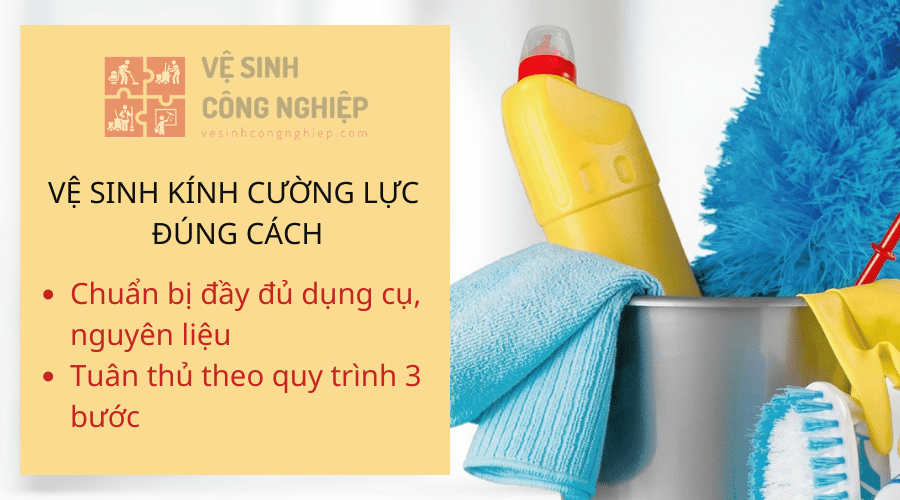 VỆ SINH
CÔNG NGHIỆP
vesinhcongnghiep.com
VỆ SINH KÍNH CƯỜNG LỰC
ĐÚNG CÁCH
• Chuẩn bị đầy đủ dụng cụ,
nguyên liệu
• Tuân thủ theo quy trình 3
bước